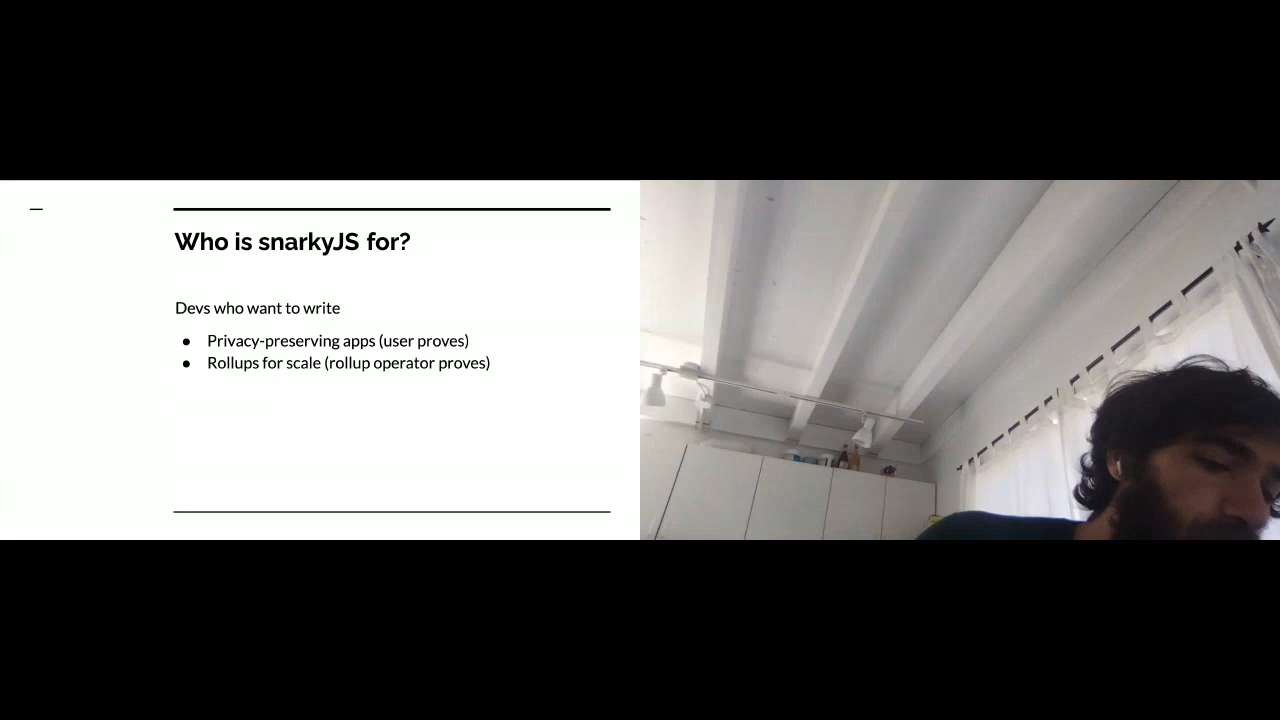 Who is snarkyJS for?
Devs who want to write
● Privacy-preserving apps (user proves)
● Rollups for scale (rollup operator proves)